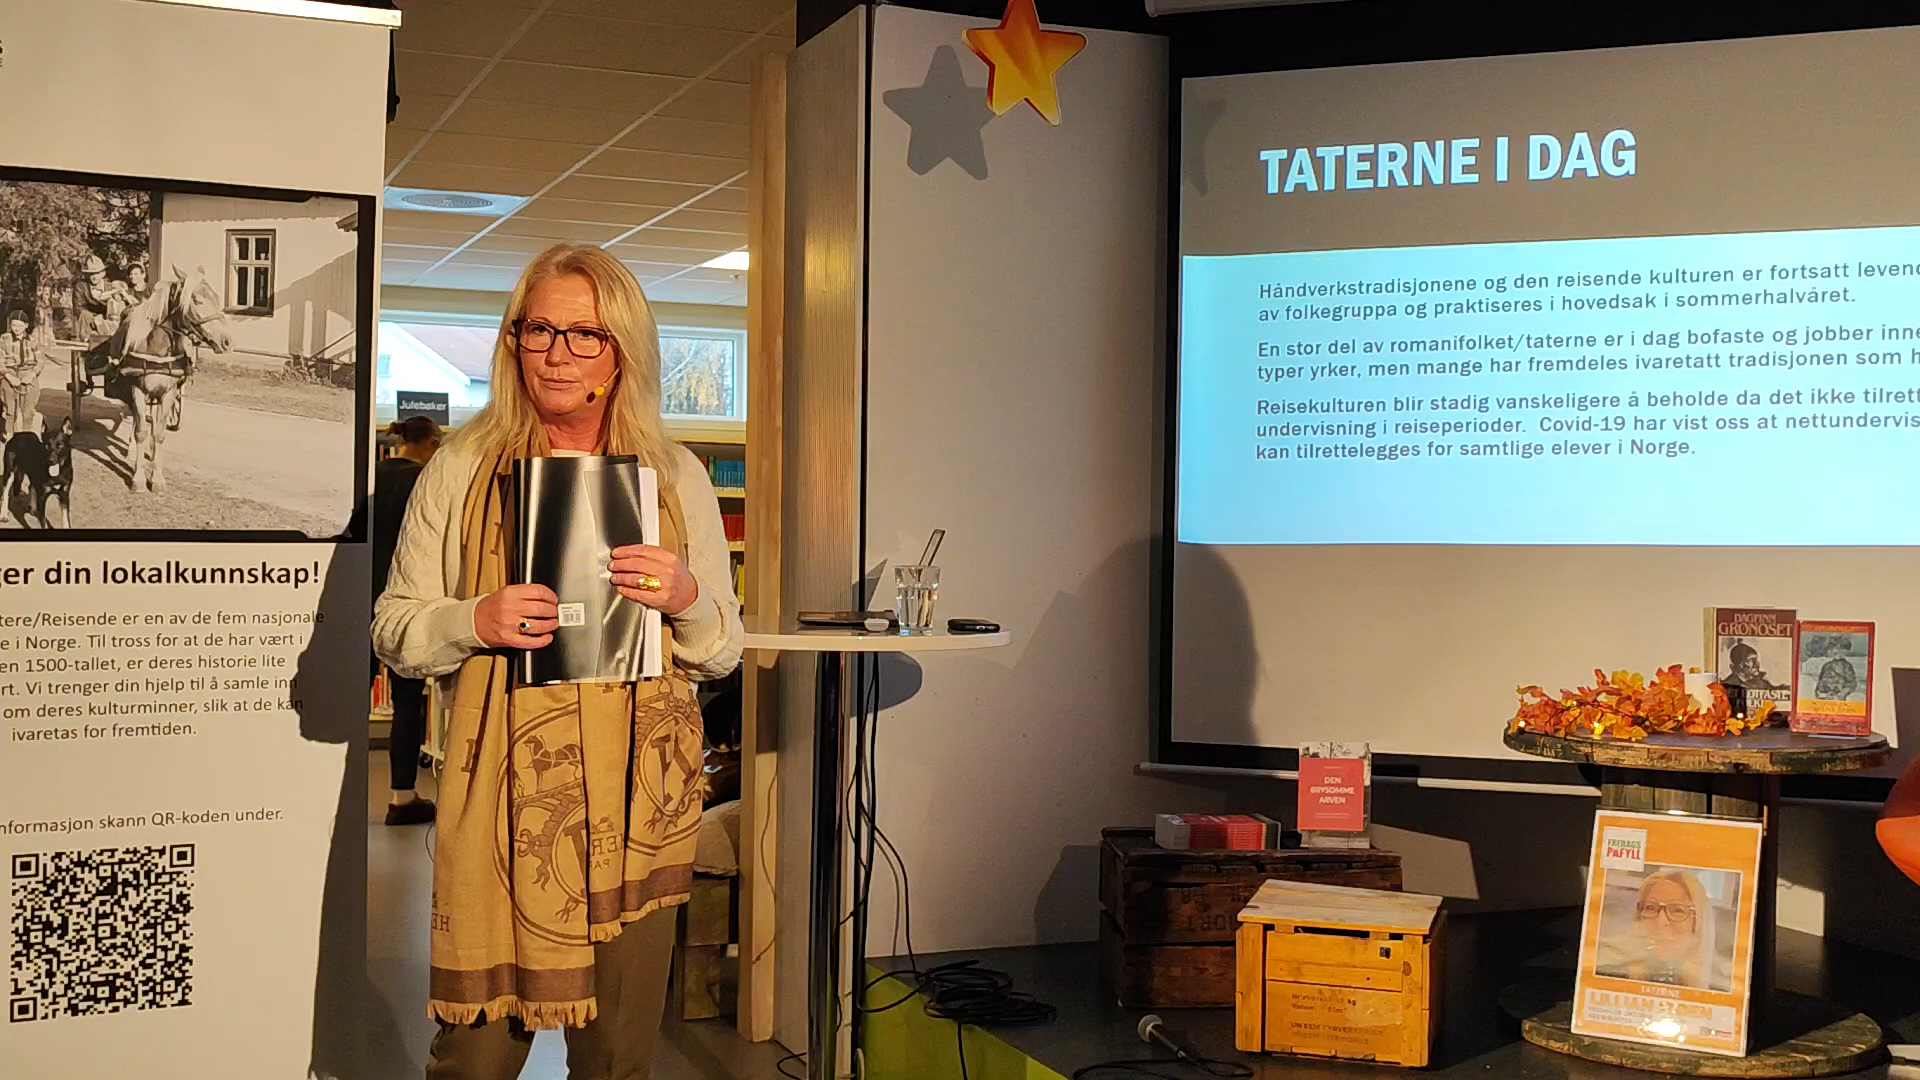 ger din lokalkunnskap!
tere/Reisende er en av de fem nasjonale
e i Norge. Til tross for at de har vært i
en 1500-tallet, er deres historie lite
rt. Vi trenger din hjelp til å samle inn
om deres kulturminner, slik at de kan
ivaretas for fremtiden.
nformasjon skann QR-koden under.
Julebøker
TATERNE I DAG
Håndverkstradisjonene og den reisende kulturen er fortsatt levend
av folkegruppa og praktiseres i hovedsak i sommerhalvåret.
En stor del av romanifolket/taterne er i dag bofaste og jobber inne
typer yrker, men mange har fremdeles ivaretatt tradisjonen som h
Reisekulturen blir stadig vanskeligere å beholde da det ikke tilrett
undervisning i reiseperioder. Covid-19 har vist oss at nettundervis
kan tilrettelegges for samtlige elever i Norge.
DAGFINN
GRØNOSET
DEN
BRYSOMME
ARVEN
FREDAGS
PÅFYLL
TATERNE
LILLIAN
kg